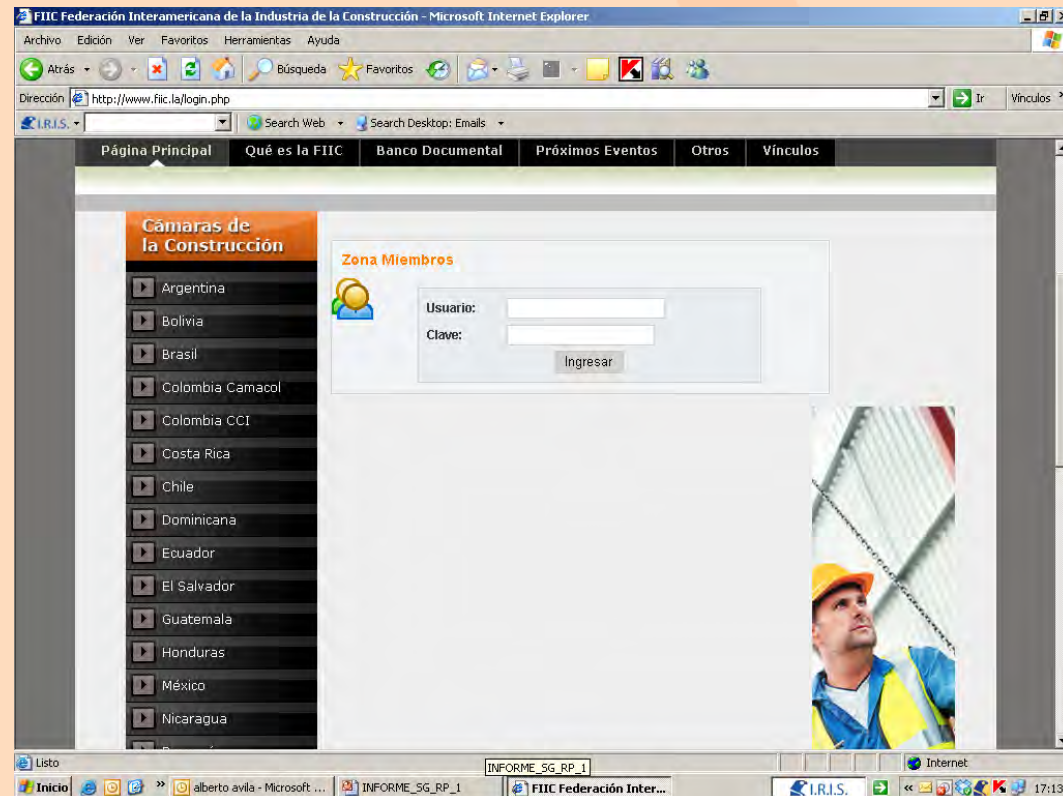 FIIC Federación Interamericana de la Industria de la Construcción - Microsoft Internet Explorer
Archivo Edición Ver Favoritos Herramientas Ayuda
Atrás Búsqueda Favoritos
Dirección http://www.fiic.la/login.php Ir Vínculos
I.R.I.S. Search Web Search Desktop: Emails
Página Principal Qué es la FIIC Banco Documental Próximos Eventos Otros Vínculos
Cámaras de
la Construcción
Zona Miembros
Usuario:
Clave:
Ingresar
Argentina
Bolivia
Brasil
Colombia Camacol
Colombia CCI
Costa Rica
Chile
Dominicana
Ecuador
El Salvador
Guatemala
Honduras
México
Nicaragua
Listo Internet
INFORME_SG_RP_1
Inicio alberto avila - Microsoft ... INFORME_SG_RP_1 FIIC Federación Inter... I.R.I.S.